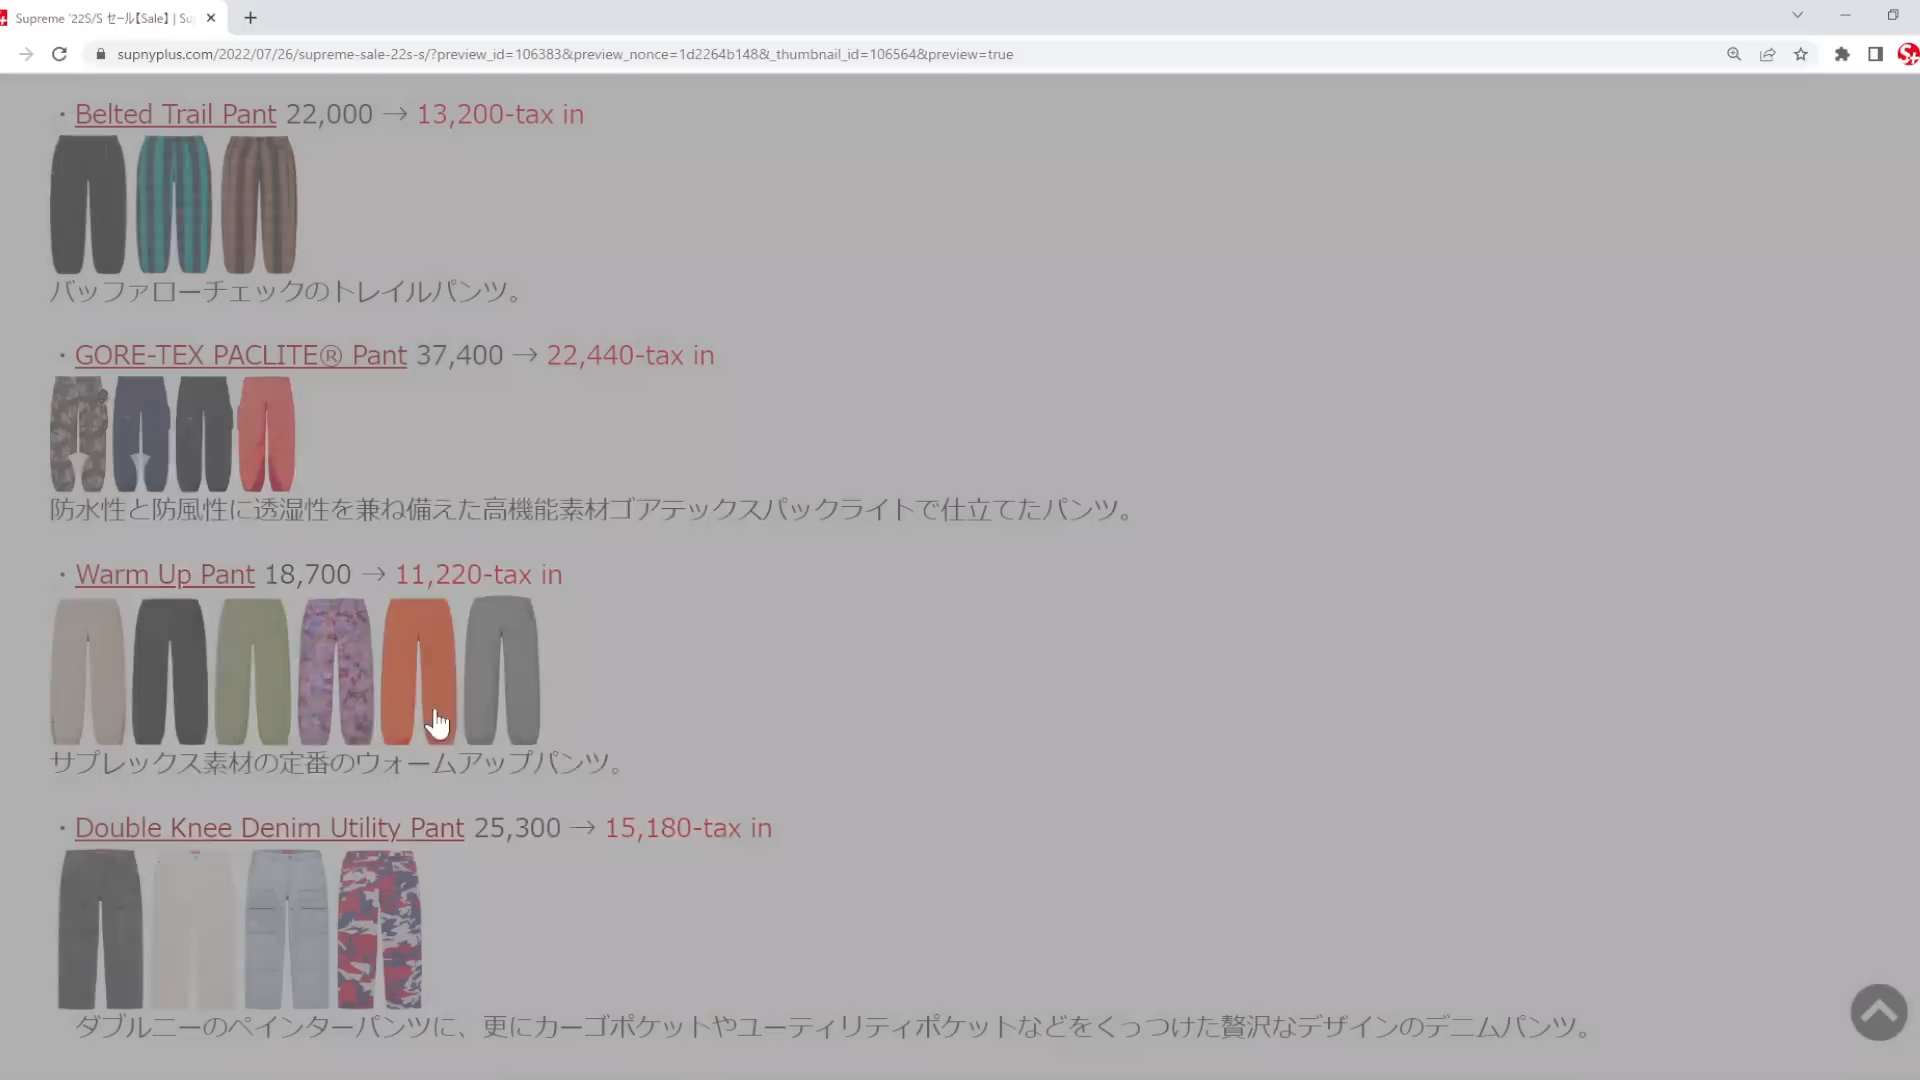 Supreme '22S/S セール【Sale】 | Su
supnyplus.com/2022/07/26/supreme-sale-22s-s/?preview_id=106383&preview_nonce=1d2264b148&_thumbnail_id=106564&preview=true
・Belted Trail Pant 22,000 → 13,200-tax in
バッファローチェックのトレイルパンツ。
・GORE-TEX PACLITE® Pant 37,400 → 22,440-tax in
防水性と防風性に透湿性を兼ね備えた高機能素材ゴアテックスパックライトで仕立てたパンツ。
・Warm Up Pant 18,700 → 11,220-tax in
サプレックス素材の定番のウォームアップパンツ。
・Double Knee Denim Utility Pant 25,300 → 15,180-tax in
ダブルニーのペインターパンツに、更にカーゴポケットやユーティリティポケットなどをくっつけた贅沢なデザインのデニムパンツ。